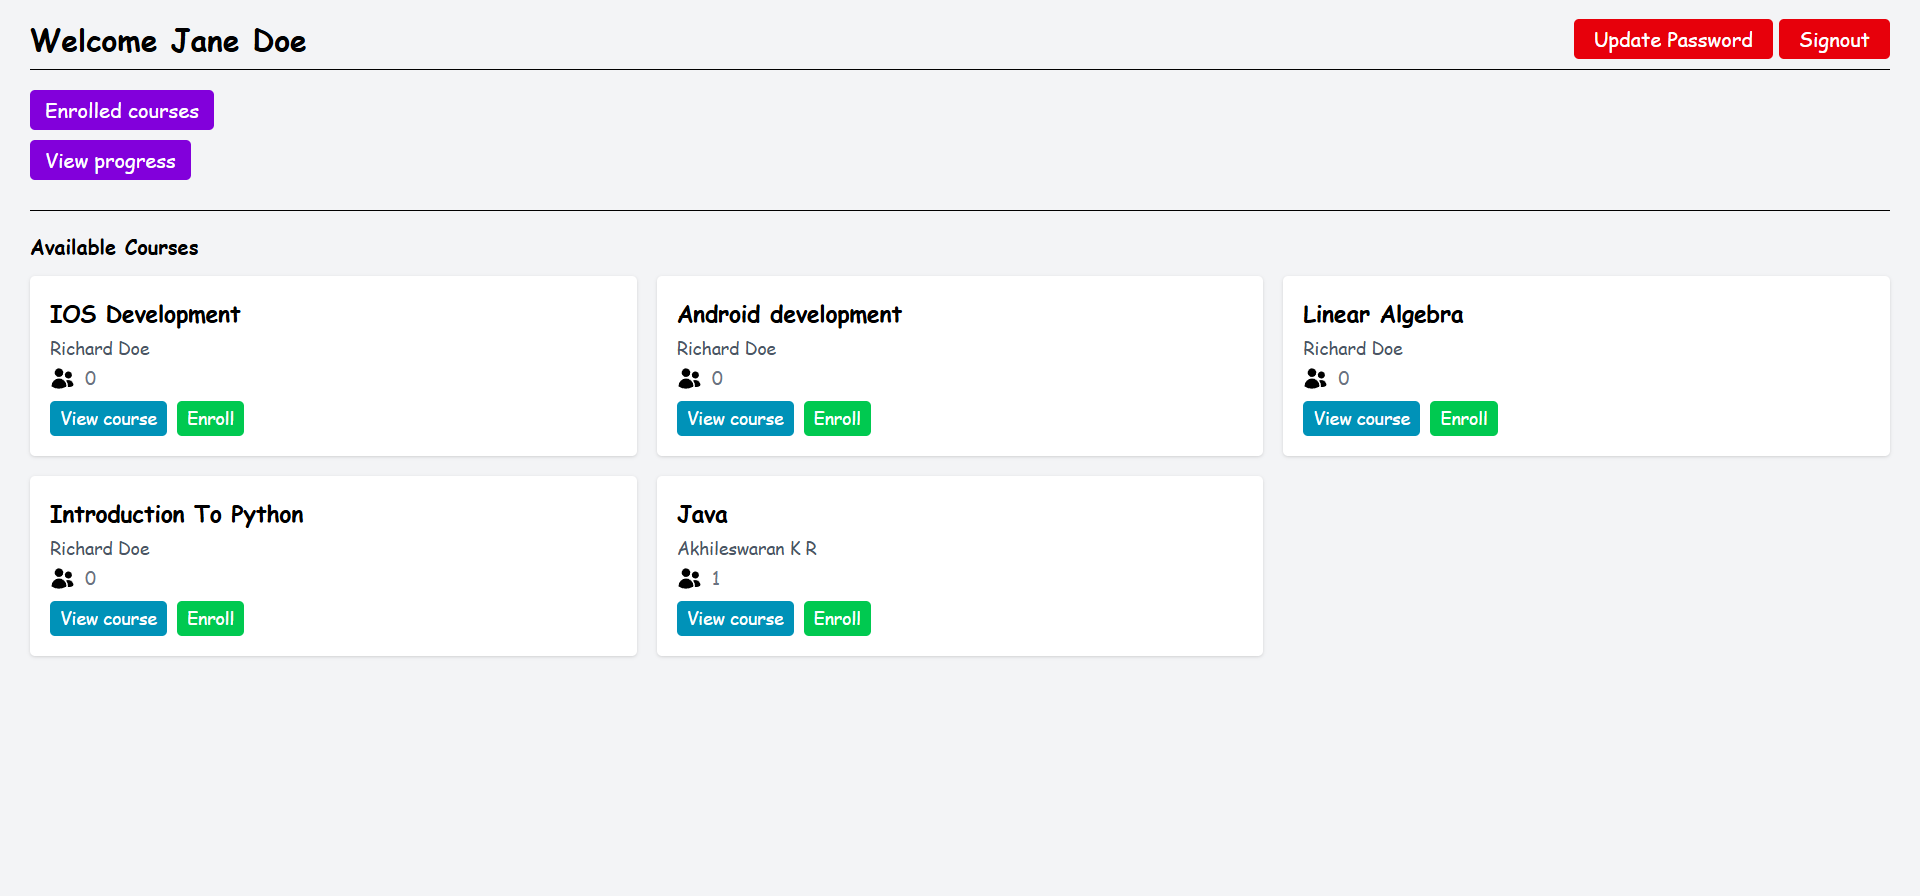 Welcome Jane Doe
Update Password
Signout
Enrolled courses
View progress
Available Courses
IOS Development
Richard Doe
0
View course
Enroll
Android development
Richard Doe
0
View course
Enroll
Linear Algebra
Richard Doe
0
View course
Enroll
Introduction To Python
Richard Doe
0
View course
Enroll
Java
Akhileswaran K R
1
View course
Enroll